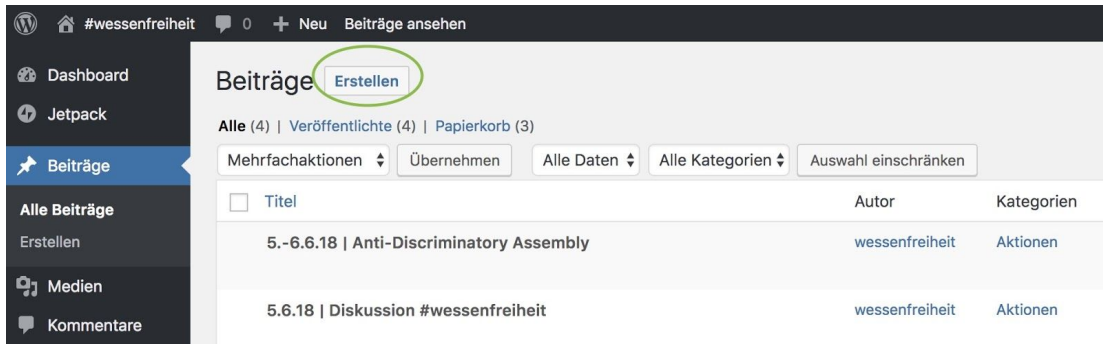 #wessenfreiheit 0 Neu Beiträge ansehen
Dashboard
Jetpack
Beiträge
Alle Beiträge
Erstellen
Medien
Kommentare
Beiträge Erstellen
Alle (4) | Veröffentlichte (4) | Papierkorb (3)
Mehrfachaktionen Übernehmen Alle Daten Alle Kategorien Auswahl einschränken
Titel Autor Kategorien
5.-6.6.18 | Anti-Discriminatory Assembly wessenfreiheit Aktionen
5.6.18 | Diskussion #wessenfreiheit wessenfreiheit Aktionen